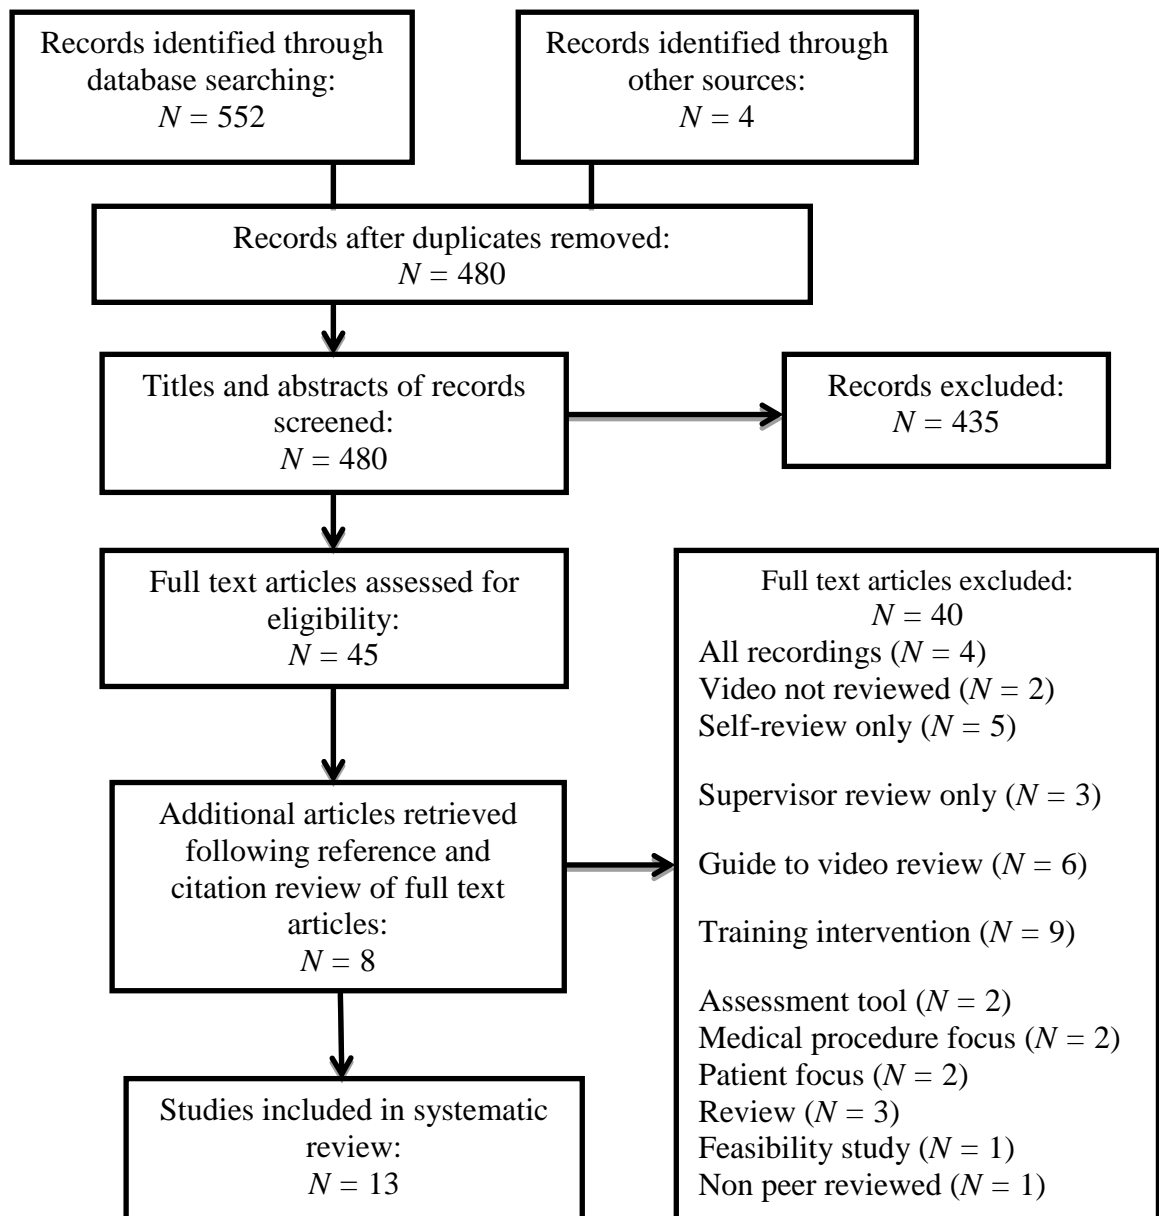 Records identified through
database searching:
N = 552
Records identified through
other sources:
N = 4
Records after duplicates removed:
N = 480
Titles and abstracts of records
screened:
N = 480
Records excluded:
N = 435
Full text articles assessed for
eligibility:
N = 45
Full text articles excluded:
N = 40
All recordings (N = 4)
Video not reviewed (N = 2)
Self-review only (N = 5)
Supervisor review only (N = 3)
Guide to video review (N = 6)
Training intervention (N = 9)
Assessment tool (N = 2)
Medical procedure focus (N = 2)
Patient focus (N = 2)
Review (N = 3)
Feasibility study (N = 1)
Non peer reviewed (N = 1)
Additional articles retrieved
following reference and
citation review of full text
articles:
N = 8
Studies included in systematic
review:
N = 13